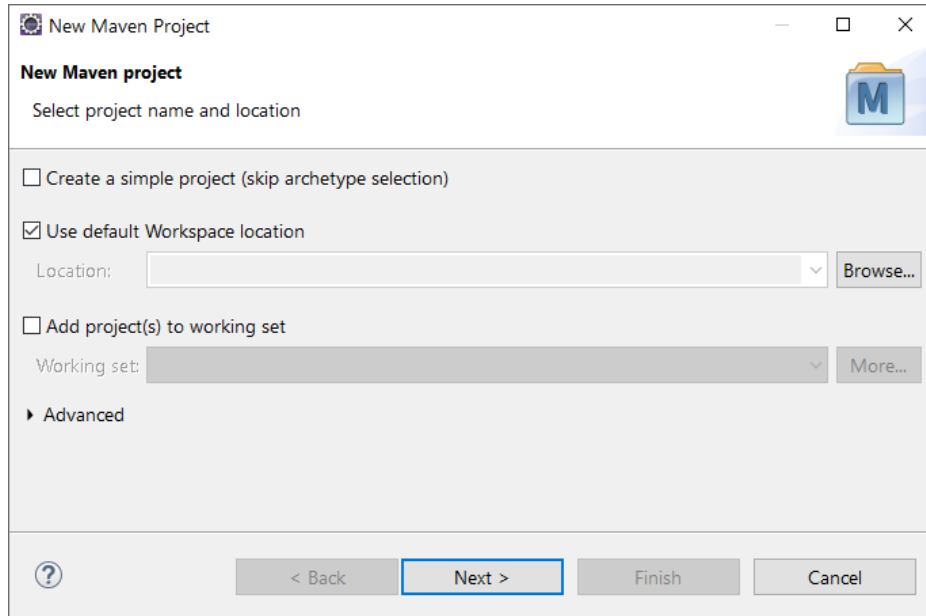 New Maven Project
New Maven project
Select project name and location
M
Create a simple project (skip archetype selection)
Use default Workspace location
Location:
Browse...
Add project(s) to working set
Working set:
More...
Advanced
?
< Back
Next >
Finish
Cancel